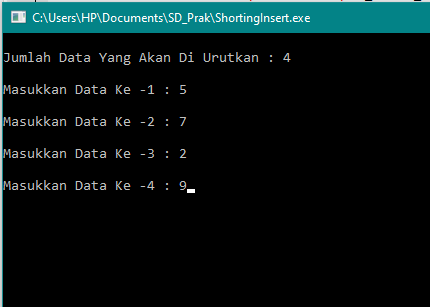 C:\Users\HP\Documents\SD_Prak\ShortingInsert.exe
Jumlah Data Yang Akan Di Urutkan : 4
Masukkan Data Ke -1 : 5
Masukkan Data Ke -2 : 7
Masukkan Data Ke -3 : 2
Masukkan Data Ke -4 : 9